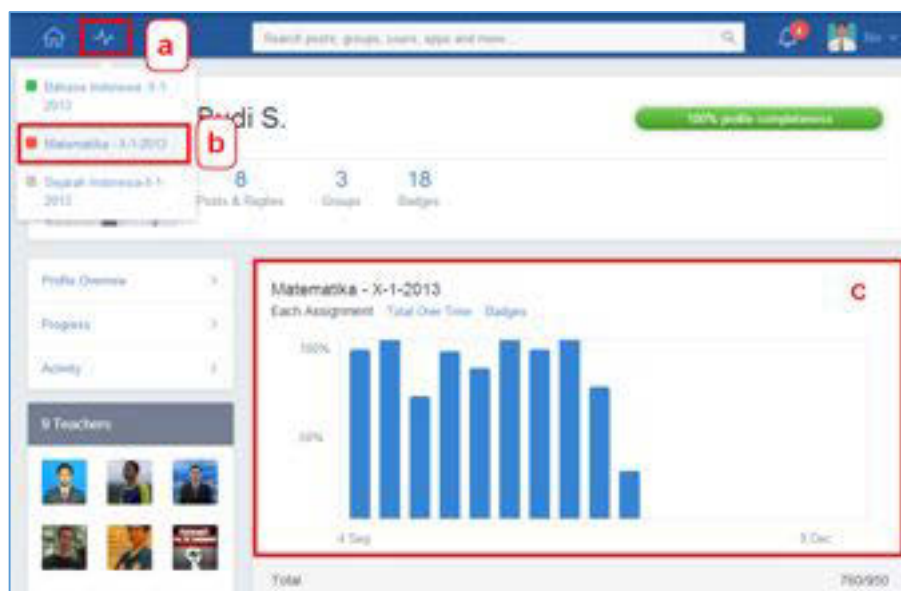 a
Search posts, groups, users, apps and more ...
Bahasa Indonesia -X-1-
2013
Matematika - X-1-2013
b
Sejarah Indonesia-X-1-
2013
Rudi S.
100% profile completeness
8
3
18
Posts & Replies
Groups
Badges
Profile Overview
Progress
Activity
9 Teachers
Matematika - X-1-2013
C
Each Assignment Total Over Time Badges
100%
50%
4 Sep
Dec
Total
760/950